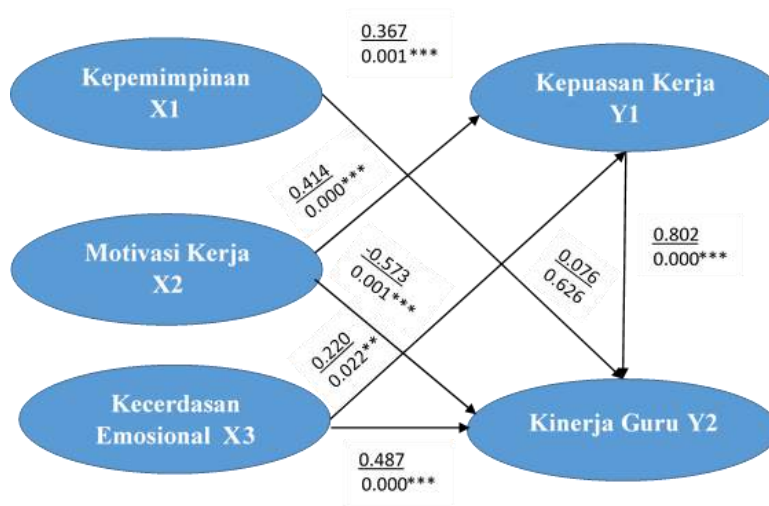 0.367
0.001***
Kepemimpinan
X1
Kepuasan Kerja
Y1
0.414
0.000***
Motivasi Kerja
X2
-0.573
0.001***
0.076
0.626
0.802
0.000***
0.220
0.022**
Kecerdasan
Emosional X3
Kinerja Guru Y2
0.487
0.000***